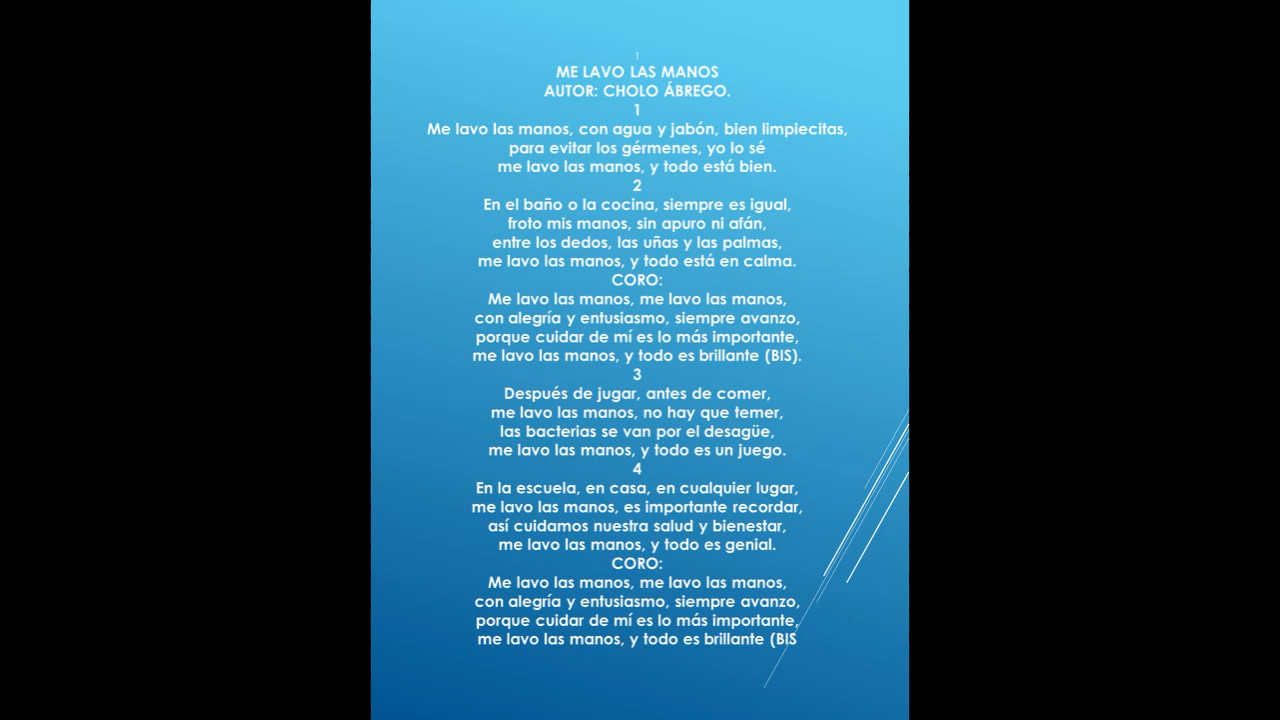 1
ME LAVO LAS MANOS
AUTOR: CHOLO ÁBREGO.
1
Me lavo las manos, con agua y jabón, bien limpiecitas,
para evitar los gérmenes, yo lo sé
me lavo las manos, y todo está bien.
2
En el baño o la cocina, siempre es igual,
froto mis manos, sin apuro ni afán,
entre los dedos, las uñas y las palmas,
me lavo las manos, y todo está en calma.
CORO:
Me lavo las manos, me lavo las manos,
con alegría y entusiasmo, siempre avanzo,
porque cuidar de mí es lo más importante,
me lavo las manos, y todo es brillante (BIS).
3
Después de jugar, antes de comer,
me lavo las manos, no hay que temer,
las bacterias se van por el desagüe,
me lavo las manos, y todo es un juego.
4
En la escuela, en casa, en cualquier lugar,
me lavo las manos, es importante recordar,
así cuidamos nuestra salud y bienestar,
me lavo las manos, y todo es genial.
CORO:
Me lavo las manos, me lavo las manos,
con alegría y entusiasmo, siempre avanzo,
porque cuidar de mí es lo más importante,
me lavo las manos, y todo es brillante (BIS